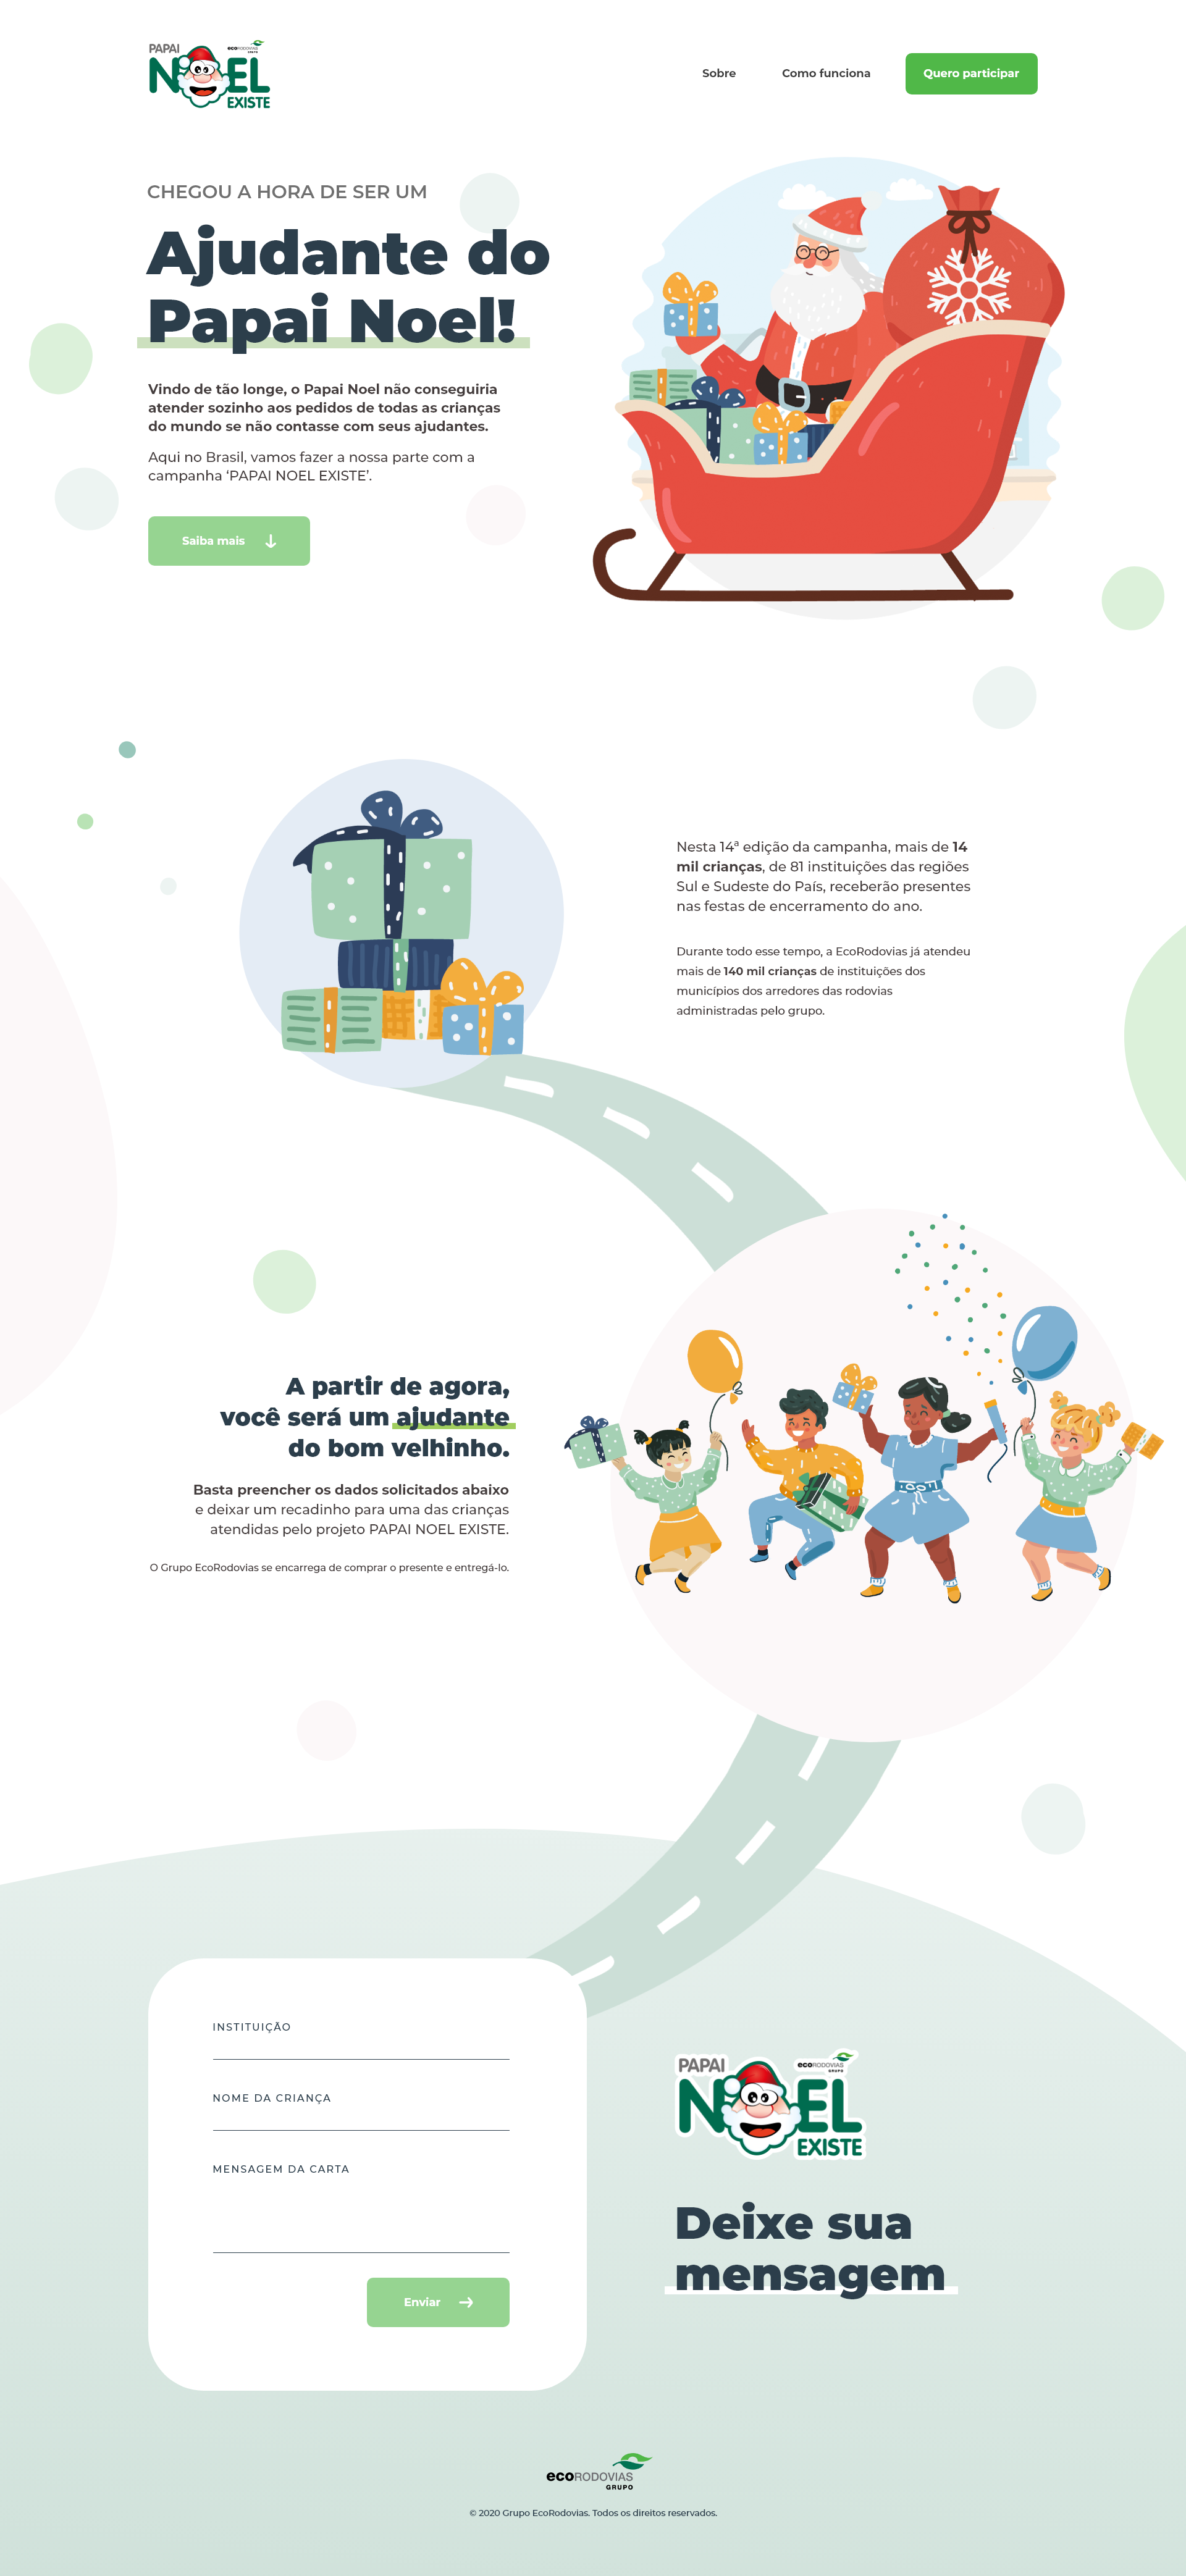 PAPAI
NOEL
EXISTE
ecoRODOVIAS
GRUPO
Sobre
Como funciona
Quero participar
CHEGOU A HORA DE SER UM
Ajudante do
Papai Noel!
Vindo de tão longe, o Papai Noel não conseguiria
atender sozinho aos pedidos de todas as crianças
do mundo se não contasse com seus ajudantes.
Aqui no Brasil, vamos fazer a nossa parte com a
campanha ‘PAPAI NOEL EXISTE’.
Saiba mais
Nesta 14ª edição da campanha, mais de 14
mil crianças, de 81 instituições das regiões
Sul e Sudeste do País, receberão presentes
nas festas de encerramento do ano.
Durante todo esse tempo, a EcoRodovias já atendeu
mais de 140 mil crianças de instituições dos
municípios dos arredores das rodovias
administradas pelo grupo.
A partir de agora,
você será um ajudante
do bom velhinho.
Basta preencher os dados solicitados abaixo
e deixar um recadinho para uma das crianças
atendidas pelo projeto PAPAI NOEL EXISTE.
O Grupo EcoRodovias se encarrega de comprar o presente e entregá-lo.
INSTITUIÇÃO
NOME DA CRIANÇA
MENSAGEM DA CARTA
Enviar
PAPAI
NOEL
EXISTE
ecoRODOVIAS
GRUPO
Deixe sua
mensagem
ecoRODOVIAS
GRUPO
© 2020 Grupo EcoRodovias. Todos os direitos reservados.